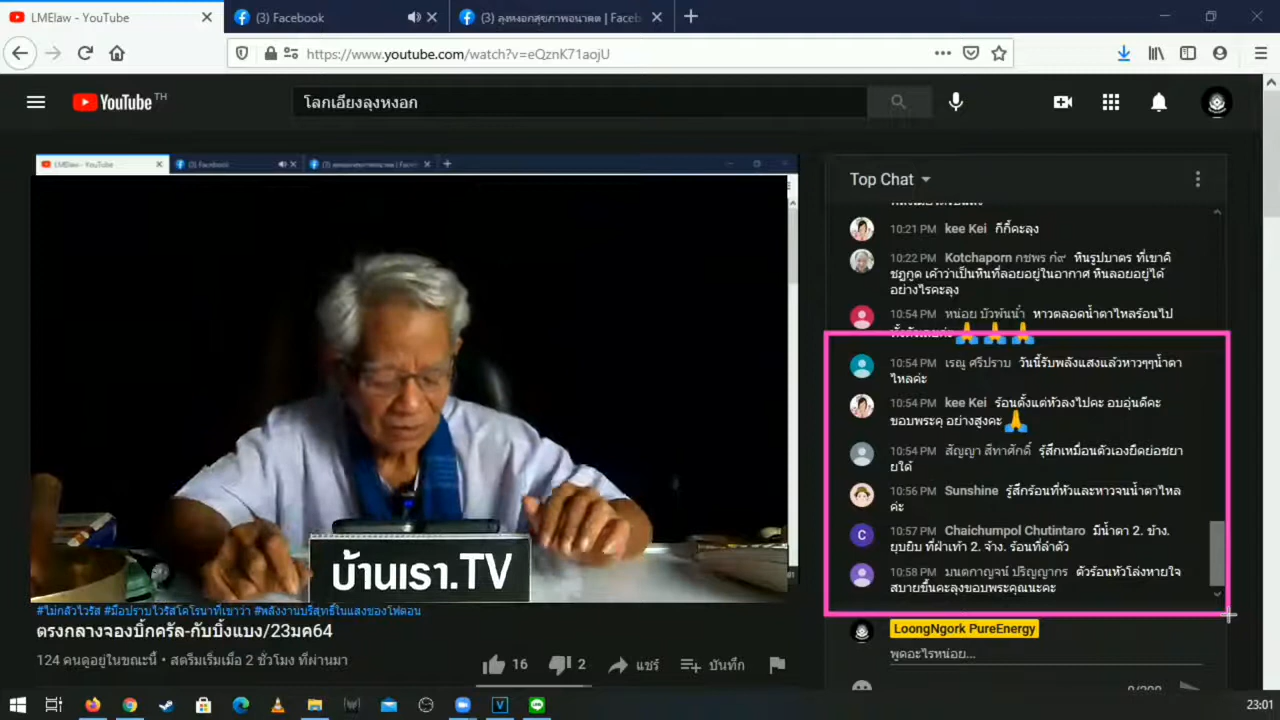 LMElaw - YouTube
(3) Facebook
(3) ลุงหงอกสุขภาพอนาคต | Faceb
https://www.youtube.com/watch?v=eQznK71aojU
YouTube TH
โลกเอียงลุงหงอก
LMElaw - YouTube
(3) Facebook
(3) ลุงหงอกสุขภาพอนาคต | Faceb
บ้านเรา.TV
#ไม่กลัวไวรัส #มือปราบไวรัสโคโรนาที่เขาว่า #พลังงานบริสุทธิ์ในแสงของโฟตอน
ตรงกลางจองบิ้กครัล-กับบิ้งแบง/23มค64
124 คนดูอยู่ในขณะนี้ • สตรีมเริ่มเมื่อ 2 ชั่วโมง ที่ผ่านมา
16
2
แชร์
บันทึก
Top Chat
10:21 PM kee Kei ก๊กี้คะลุง
10:22 PM Kotchaporn กชพร ก๋ง หินรูปบาตร ที่เขาคิ
ชฏกูด เค้าว่าเป็นหินที่ลอยอยู่ในอากาศ หินลอยอยู่ได้
อย่างไรคะลุง
10:54 PM หน่อย บัวพันน้ำ หาวตลอดน้ำตาไหลร้อนไป
ทั้งตัวเลยค่ะ 🙏 🙏 🙏
10:54 PM เรณู ศรีปราบ วันนี้รับพลังแสงแล้วหาวๆๆน้ำตา
ไหลค่ะ
10:54 PM kee Kei ร้อนตั้งแต่หัวลงไปคะ อบอุ่นดีคะ
ขอบพระคุ อย่างสูงคะ 🙏
10:54 PM สัญญา สีทาศักดิ์ รุ้สึกเหมื่อนตัวเองยืดย่อชยา
ยใด้
10:56 PM Sunshine รู้สึกร้อนที่หัวและหาวจนน้ำตาไหล
ค่ะ
C
10:57 PM Chaichumpol Chutintaro มีน้ำตา 2. ข้าง.
ยุบยิบ ที่ฝ่าเท้า 2. จ้าง. ร้อนที่ลำตัว
10:58 PM มนตกาญจน์ ปริญญากร ตัวร้อนหัวโล่งหายใจ
สบายขึ้นคะลุงขอบพระคุณนะคะ
LoongNgork PureEnergy
พูดอะไรหน่อย...
23:01